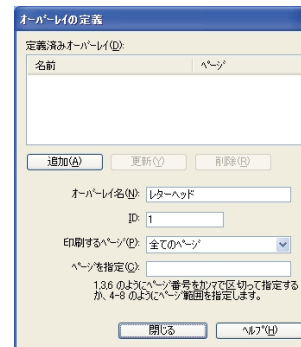 オーバーレイの定義
定義済みオーバーレイ(D):
名前 ページ
追加(A) 更新(Y) 削除(R)
オーバーレイ名(N): レターヘッド
ID: 1
印刷するページ(P): 全てのページ
ページを指定(C):
1,3,6 のようにページ番号をカンマで区切って指定する
か、4-8 のようにページ範囲を指定します。
閉じる ヘルプ(H)